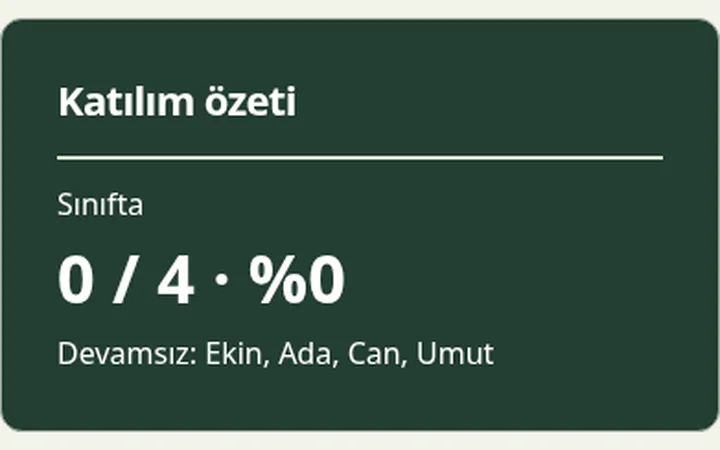 Katılım özeti
Sınıfta
0 / 4 · %0
Devamsız: Ekin, Ada, Can, Umut